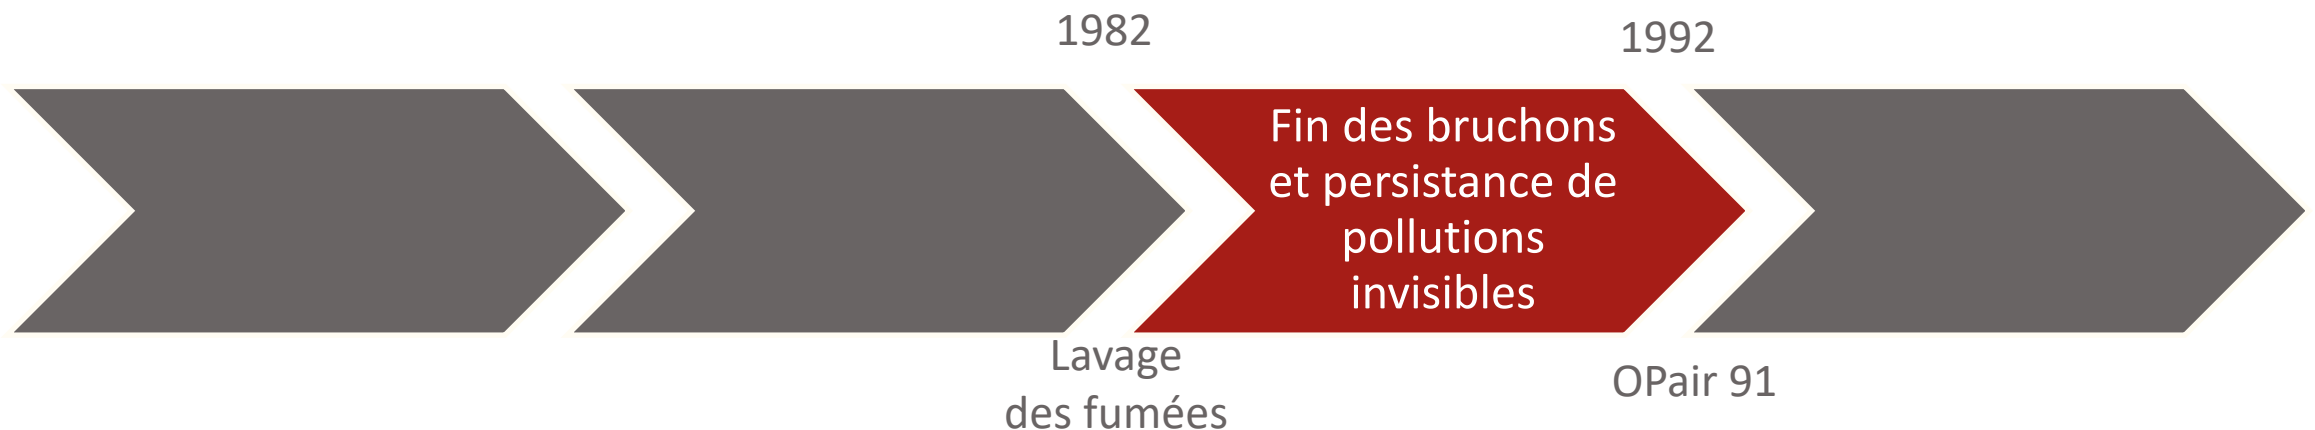 1982
1992
Fin des bruchons
et persistance de
pollutions
invisibles
Lavage
des fumées
OPair 91